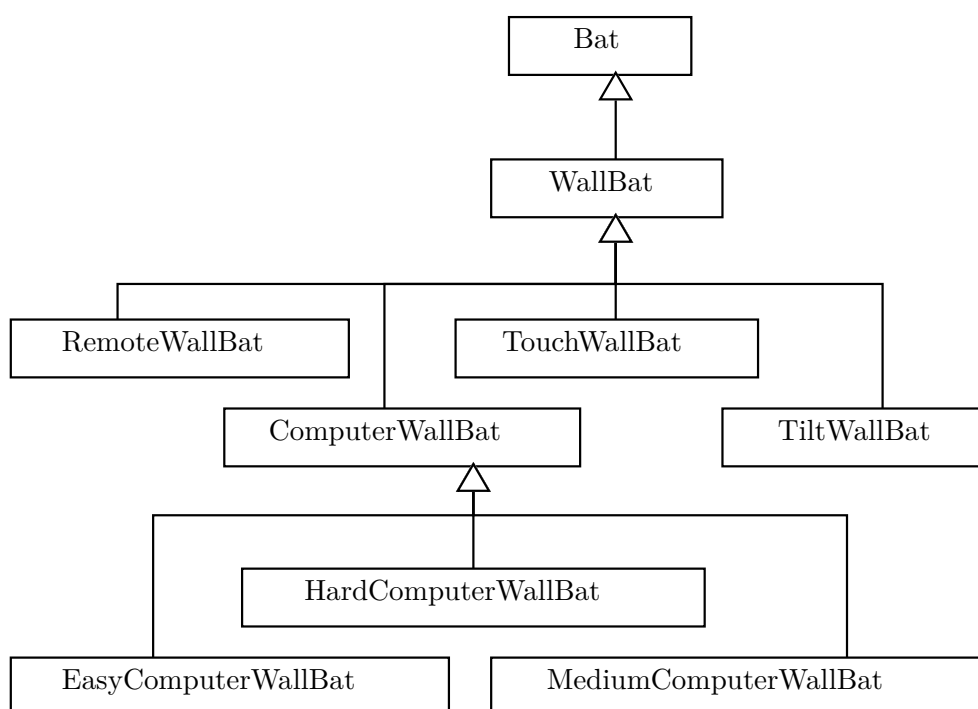 Bat
WallBat
RemoteWallBat
TouchWallBat
ComputerWallBat
TiltWallBat
HardComputerWallBat
EasyComputerWallBat
MediumComputerWallBat